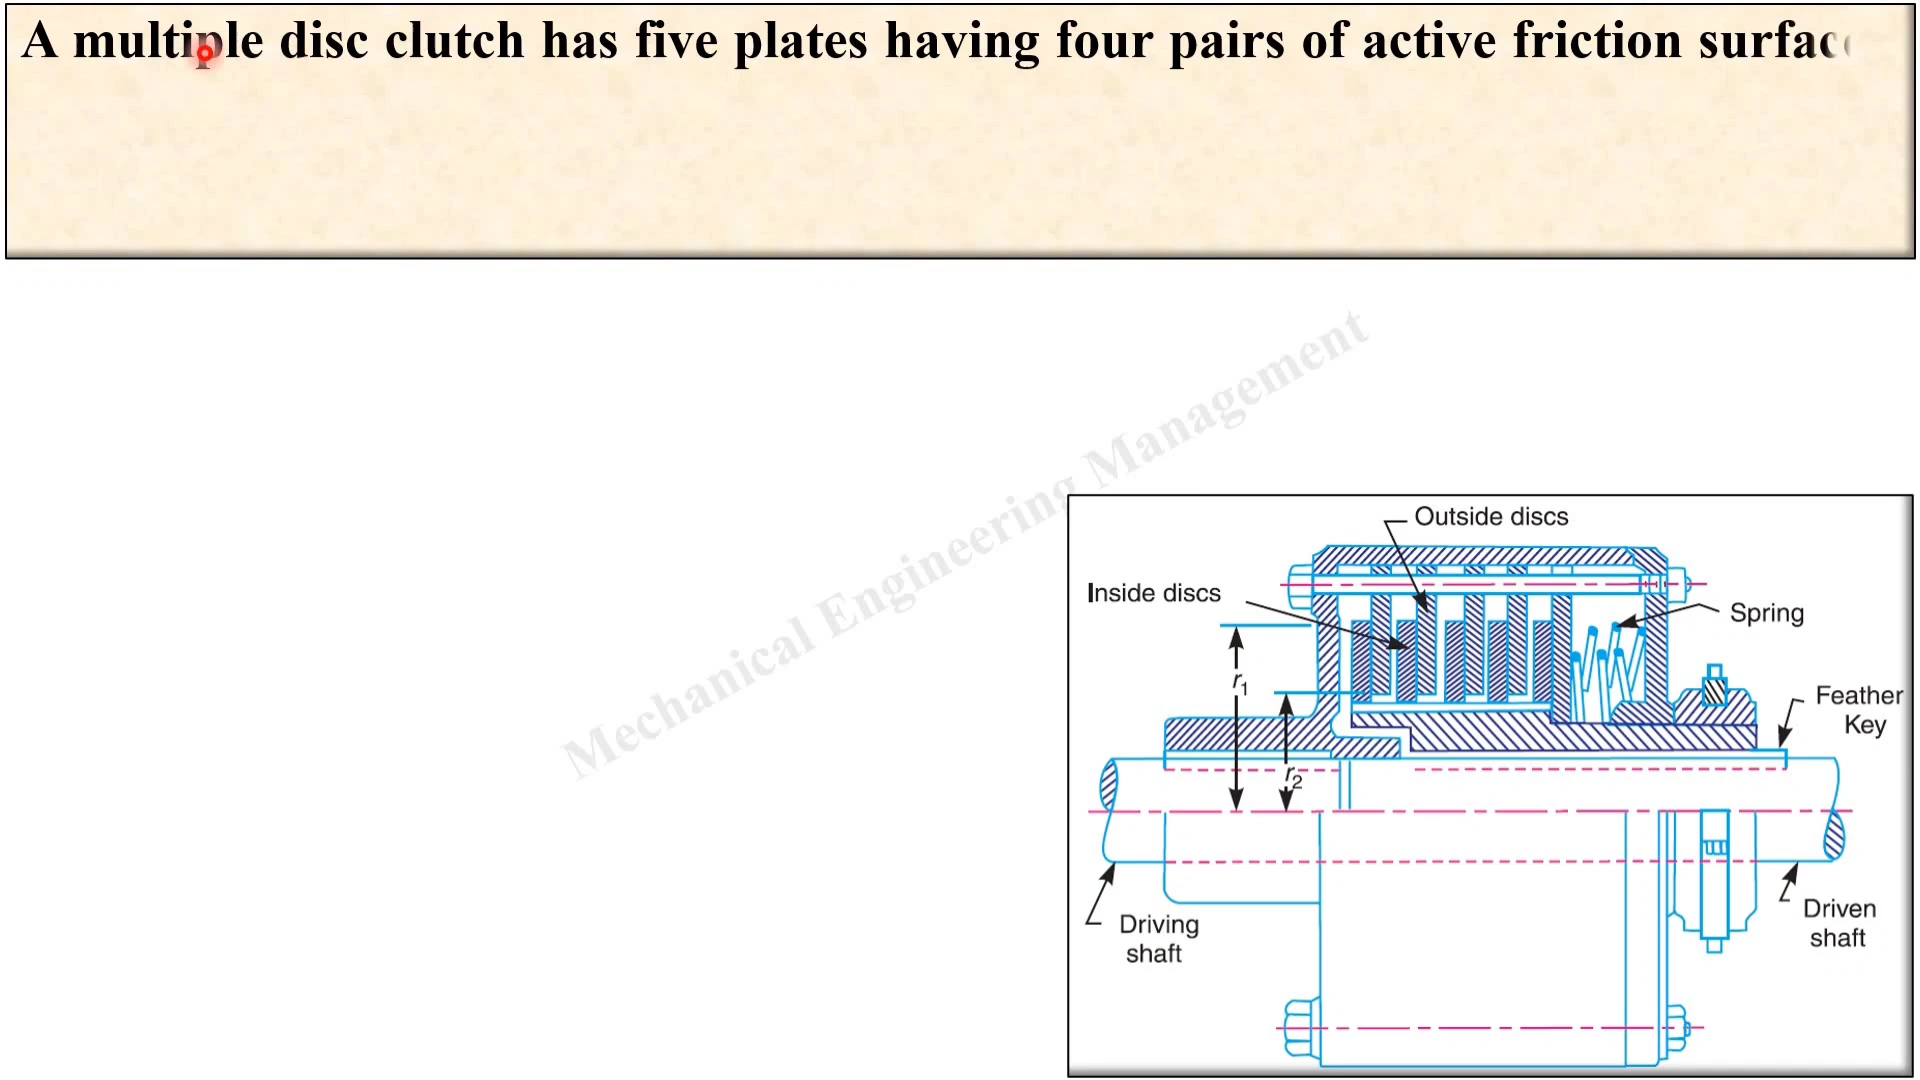 A multiple disc clutch has five plates having four pairs of active friction
Mechanical Engineering Management
Outside discs
Inside discs
Spring
r1
Feather
Key
r2
Driving
shaft
Driven
shaft